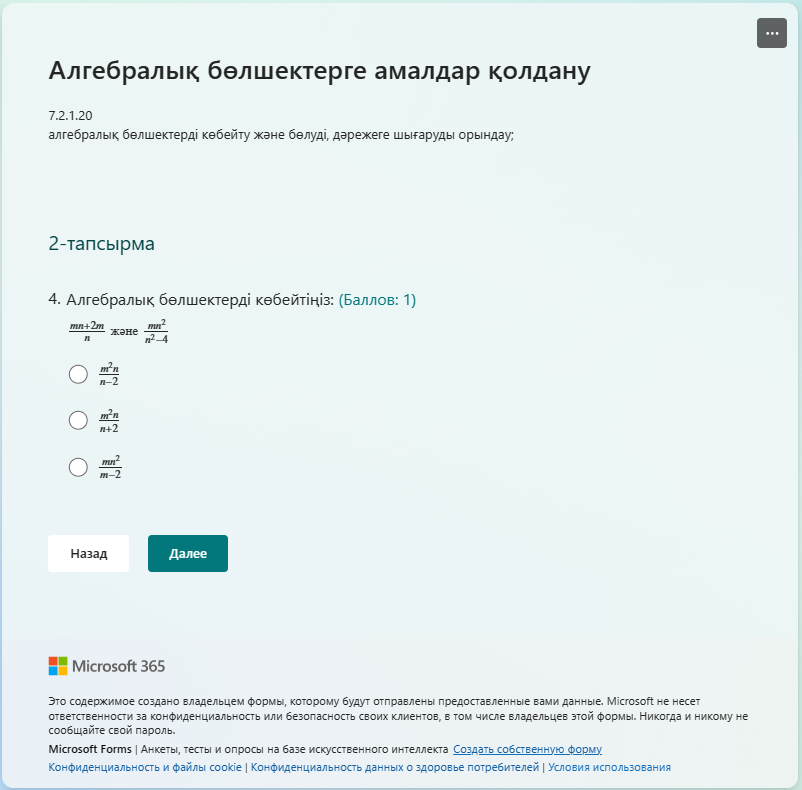 ...
Алгебралық бөлшектерге амалдар қолдану
7.2.1.20
алгебралық бөлшектерді көбейту және бөлуді, дәрежеге шығаруды орындау;
2-тапсырма
4. Алгебралық бөлшектерді көбейтіңіз: (Баллов: 1)
\frac{mn+2m}{n} және \frac{mn^2}{n^2-4}
\frac{m^2n}{n-2}
\frac{m^2n}{n+2}
\frac{mn^2}{m-2}
Назад Далее
Microsoft 365
Это содержимое создано владельцем формы, которому будут отправлены предоставленные вами данные. Microsoft не несет
ответственности за конфиденциальность или безопасность своих клиентов, в том числе владельцев этой формы. Никогда и никому не
сообщайте свой пароль.
Microsoft Forms | Анкеты, тесты и опросы на базе искусственного интеллекта Создать собственную форму
Конфиденциальность и файлы cookie | Конфиденциальность данных о здоровье потребителей | Условия использования